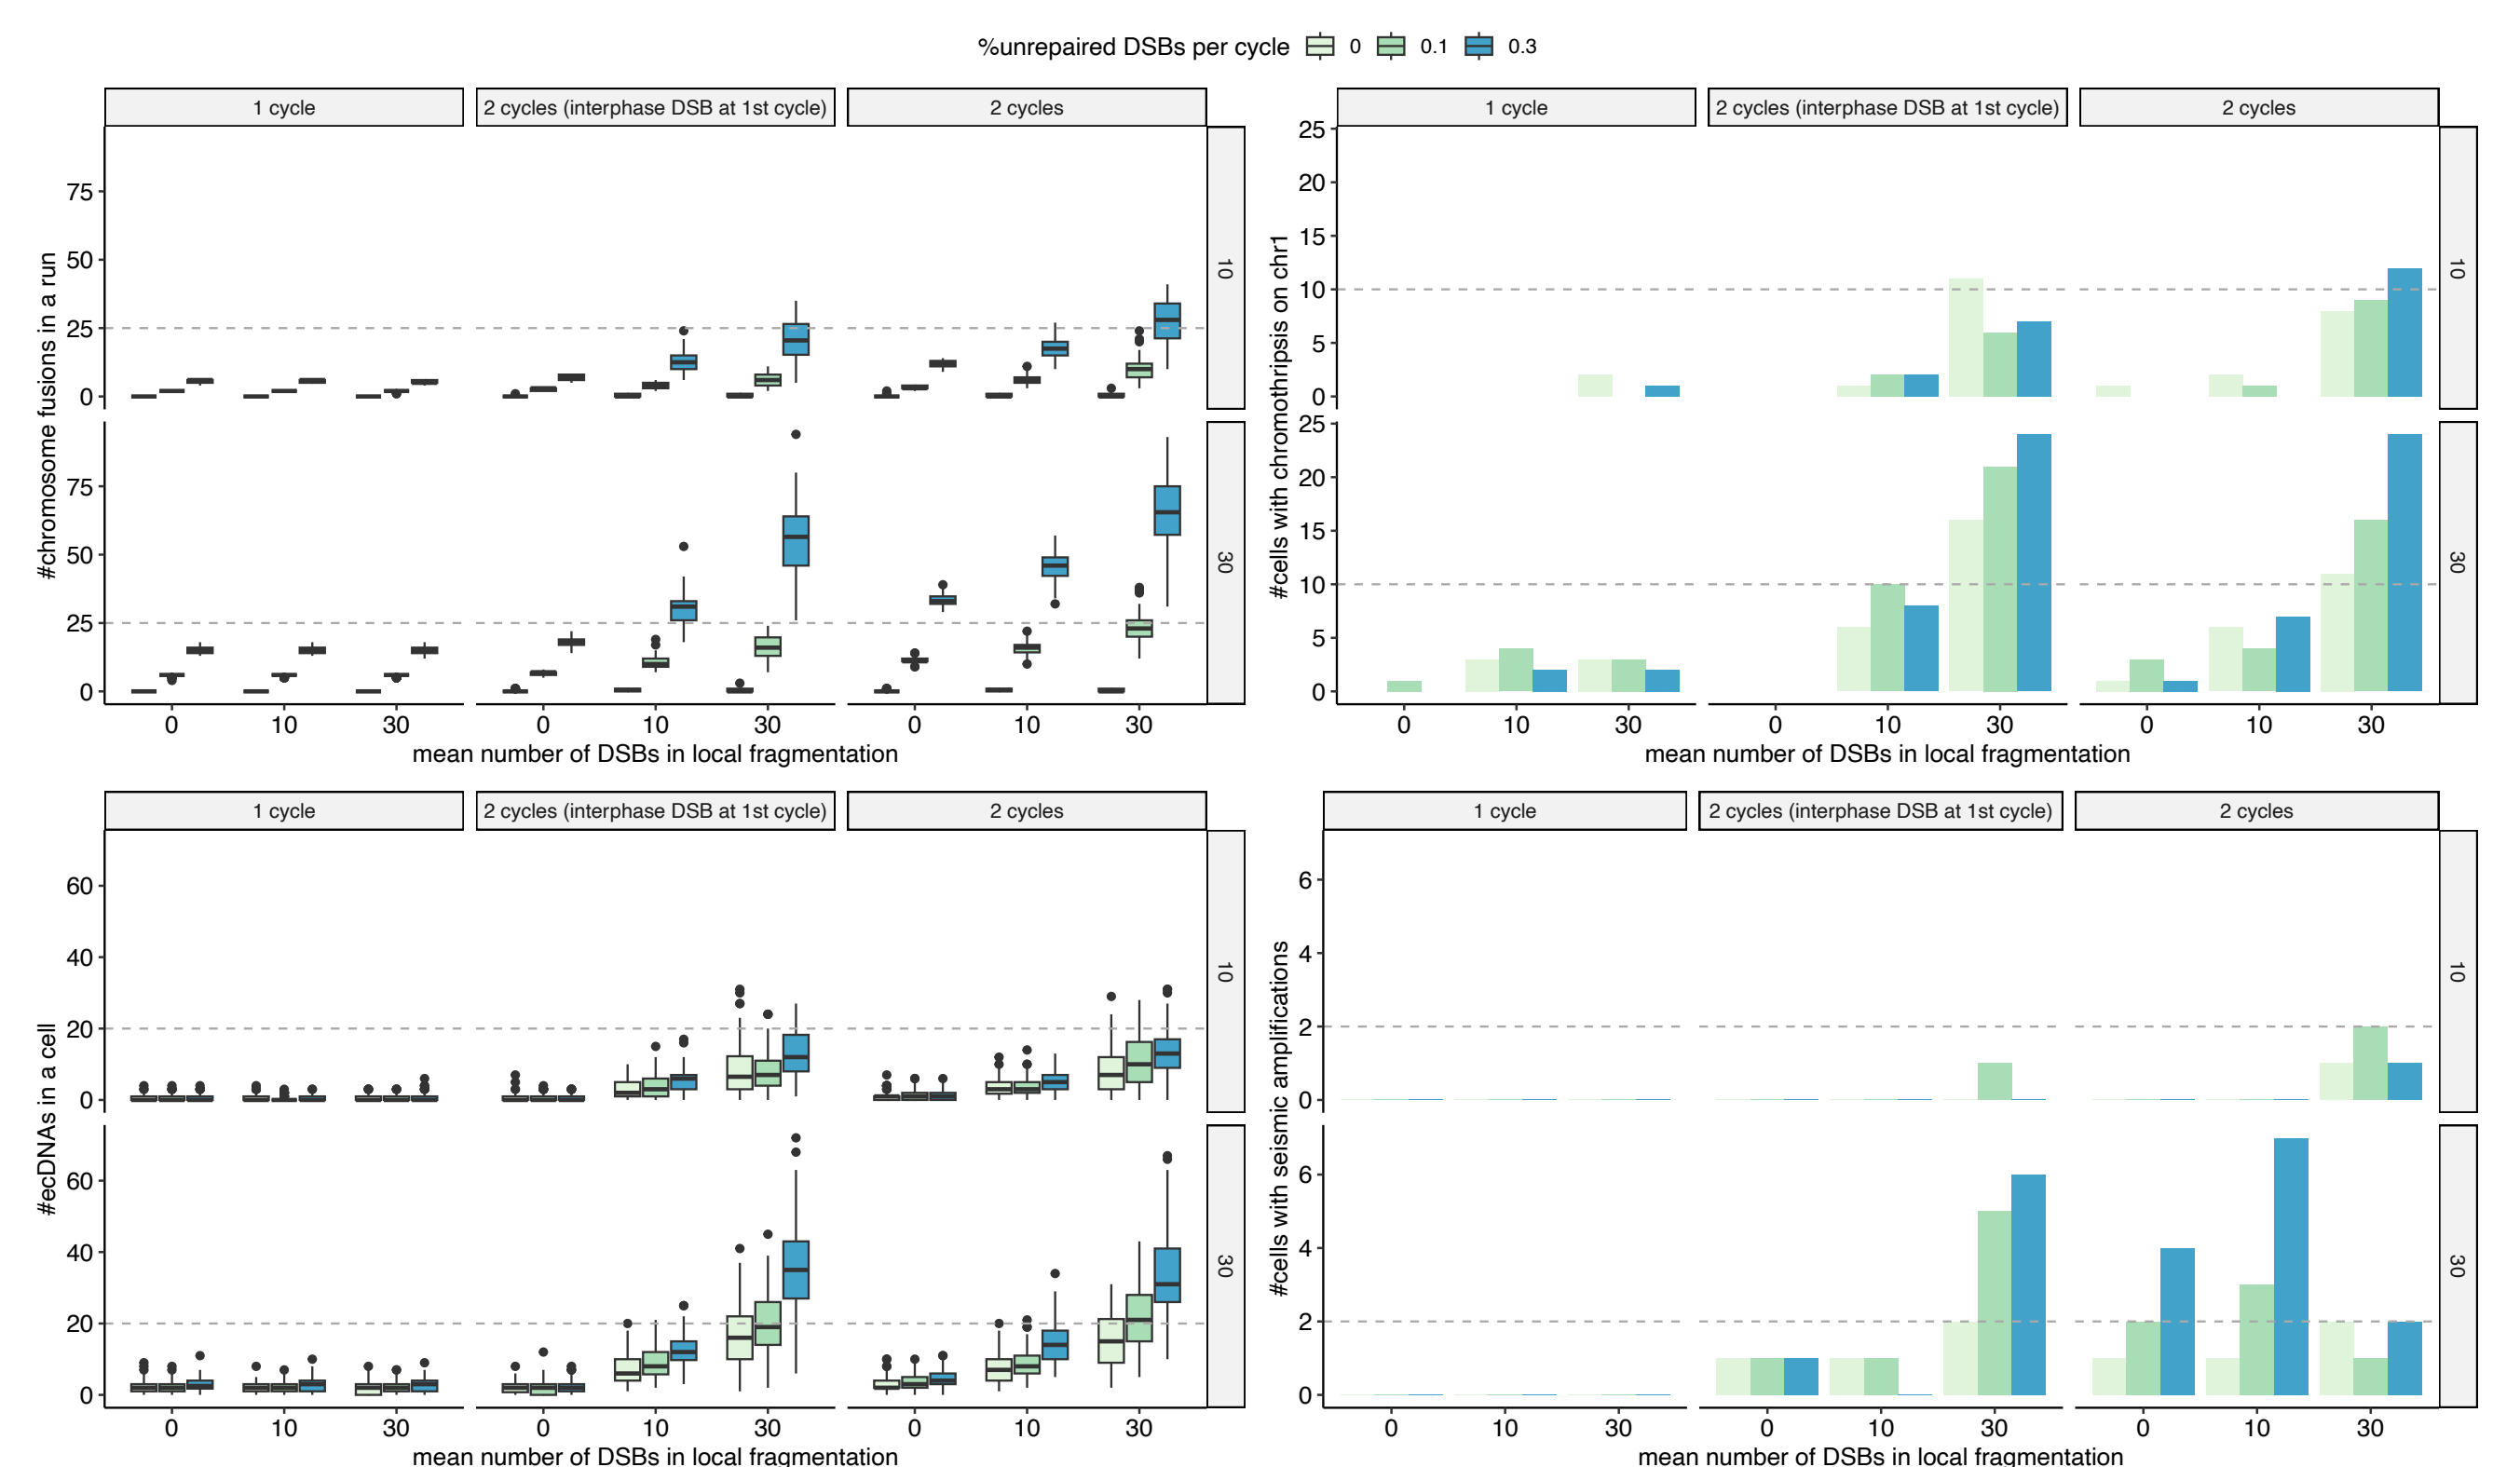 %unrepaired DSBs per cycle 0 0.1 0.3
1 cycle
2 cycles (interphase DSB at 1st cycle)
2 cycles
#chromosome fusions in a run
75
50
25
0
10
75
50
25
0
30
0 10 30 0 10 30 0 10 30
mean number of DSBs in local fragmentation
1 cycle
2 cycles (interphase DSB at 1st cycle)
2 cycles
#cells with chromothripsis on chr1
25
20
15
10
5
0
10
25
20
15
10
5
0
30
0 10 30 0 10 30 0 10 30
mean number of DSBs in local fragmentation
1 cycle
2 cycles (interphase DSB at 1st cycle)
2 cycles
#ecDNAs in a cell
60
40
20
0
10
60
40
20
0
30
0 10 30 0 10 30 0 10 30
mean number of DSBs in local fragmentation
1 cycle
2 cycles (interphase DSB at 1st cycle)
2 cycles
#cells with seismic amplifications
6
4
2
0
10
6
4
2
0
30
0 10 30 0 10 30 0 10 30
mean number of DSBs in local fragmentation